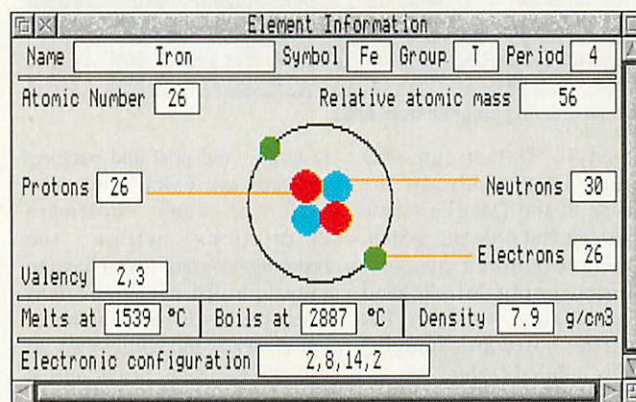 Element Information
Name Iron Symbol Fe Group T Period 4
Atomic Number 26 Relative atomic mass 56
Protons 26 Neutrons 30
Electrons 26
Valency 2,3
Melts at 1539 °C Boils at 2887 °C Density 7.9 g/cm3
Electronic configuration 2,8,14,2